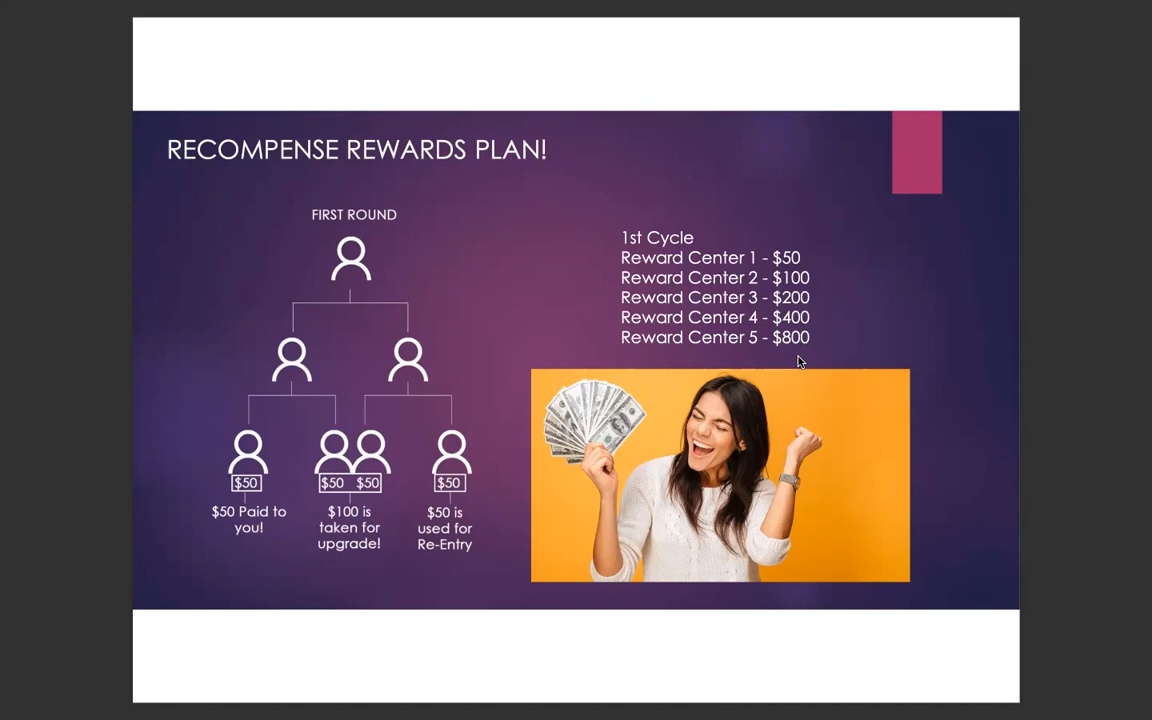 RECOMPENSE REWARDS PLAN!
FIRST ROUND
$50
$50 $50
$50
$50 Paid to
you!
$100 is
taken for
upgrade!
$50 is
used for
Re-Entry
1st Cycle
Reward Center 1 - $50
Reward Center 2 - $100
Reward Center 3 - $200
Reward Center 4 - $400
Reward Center 5 - $800